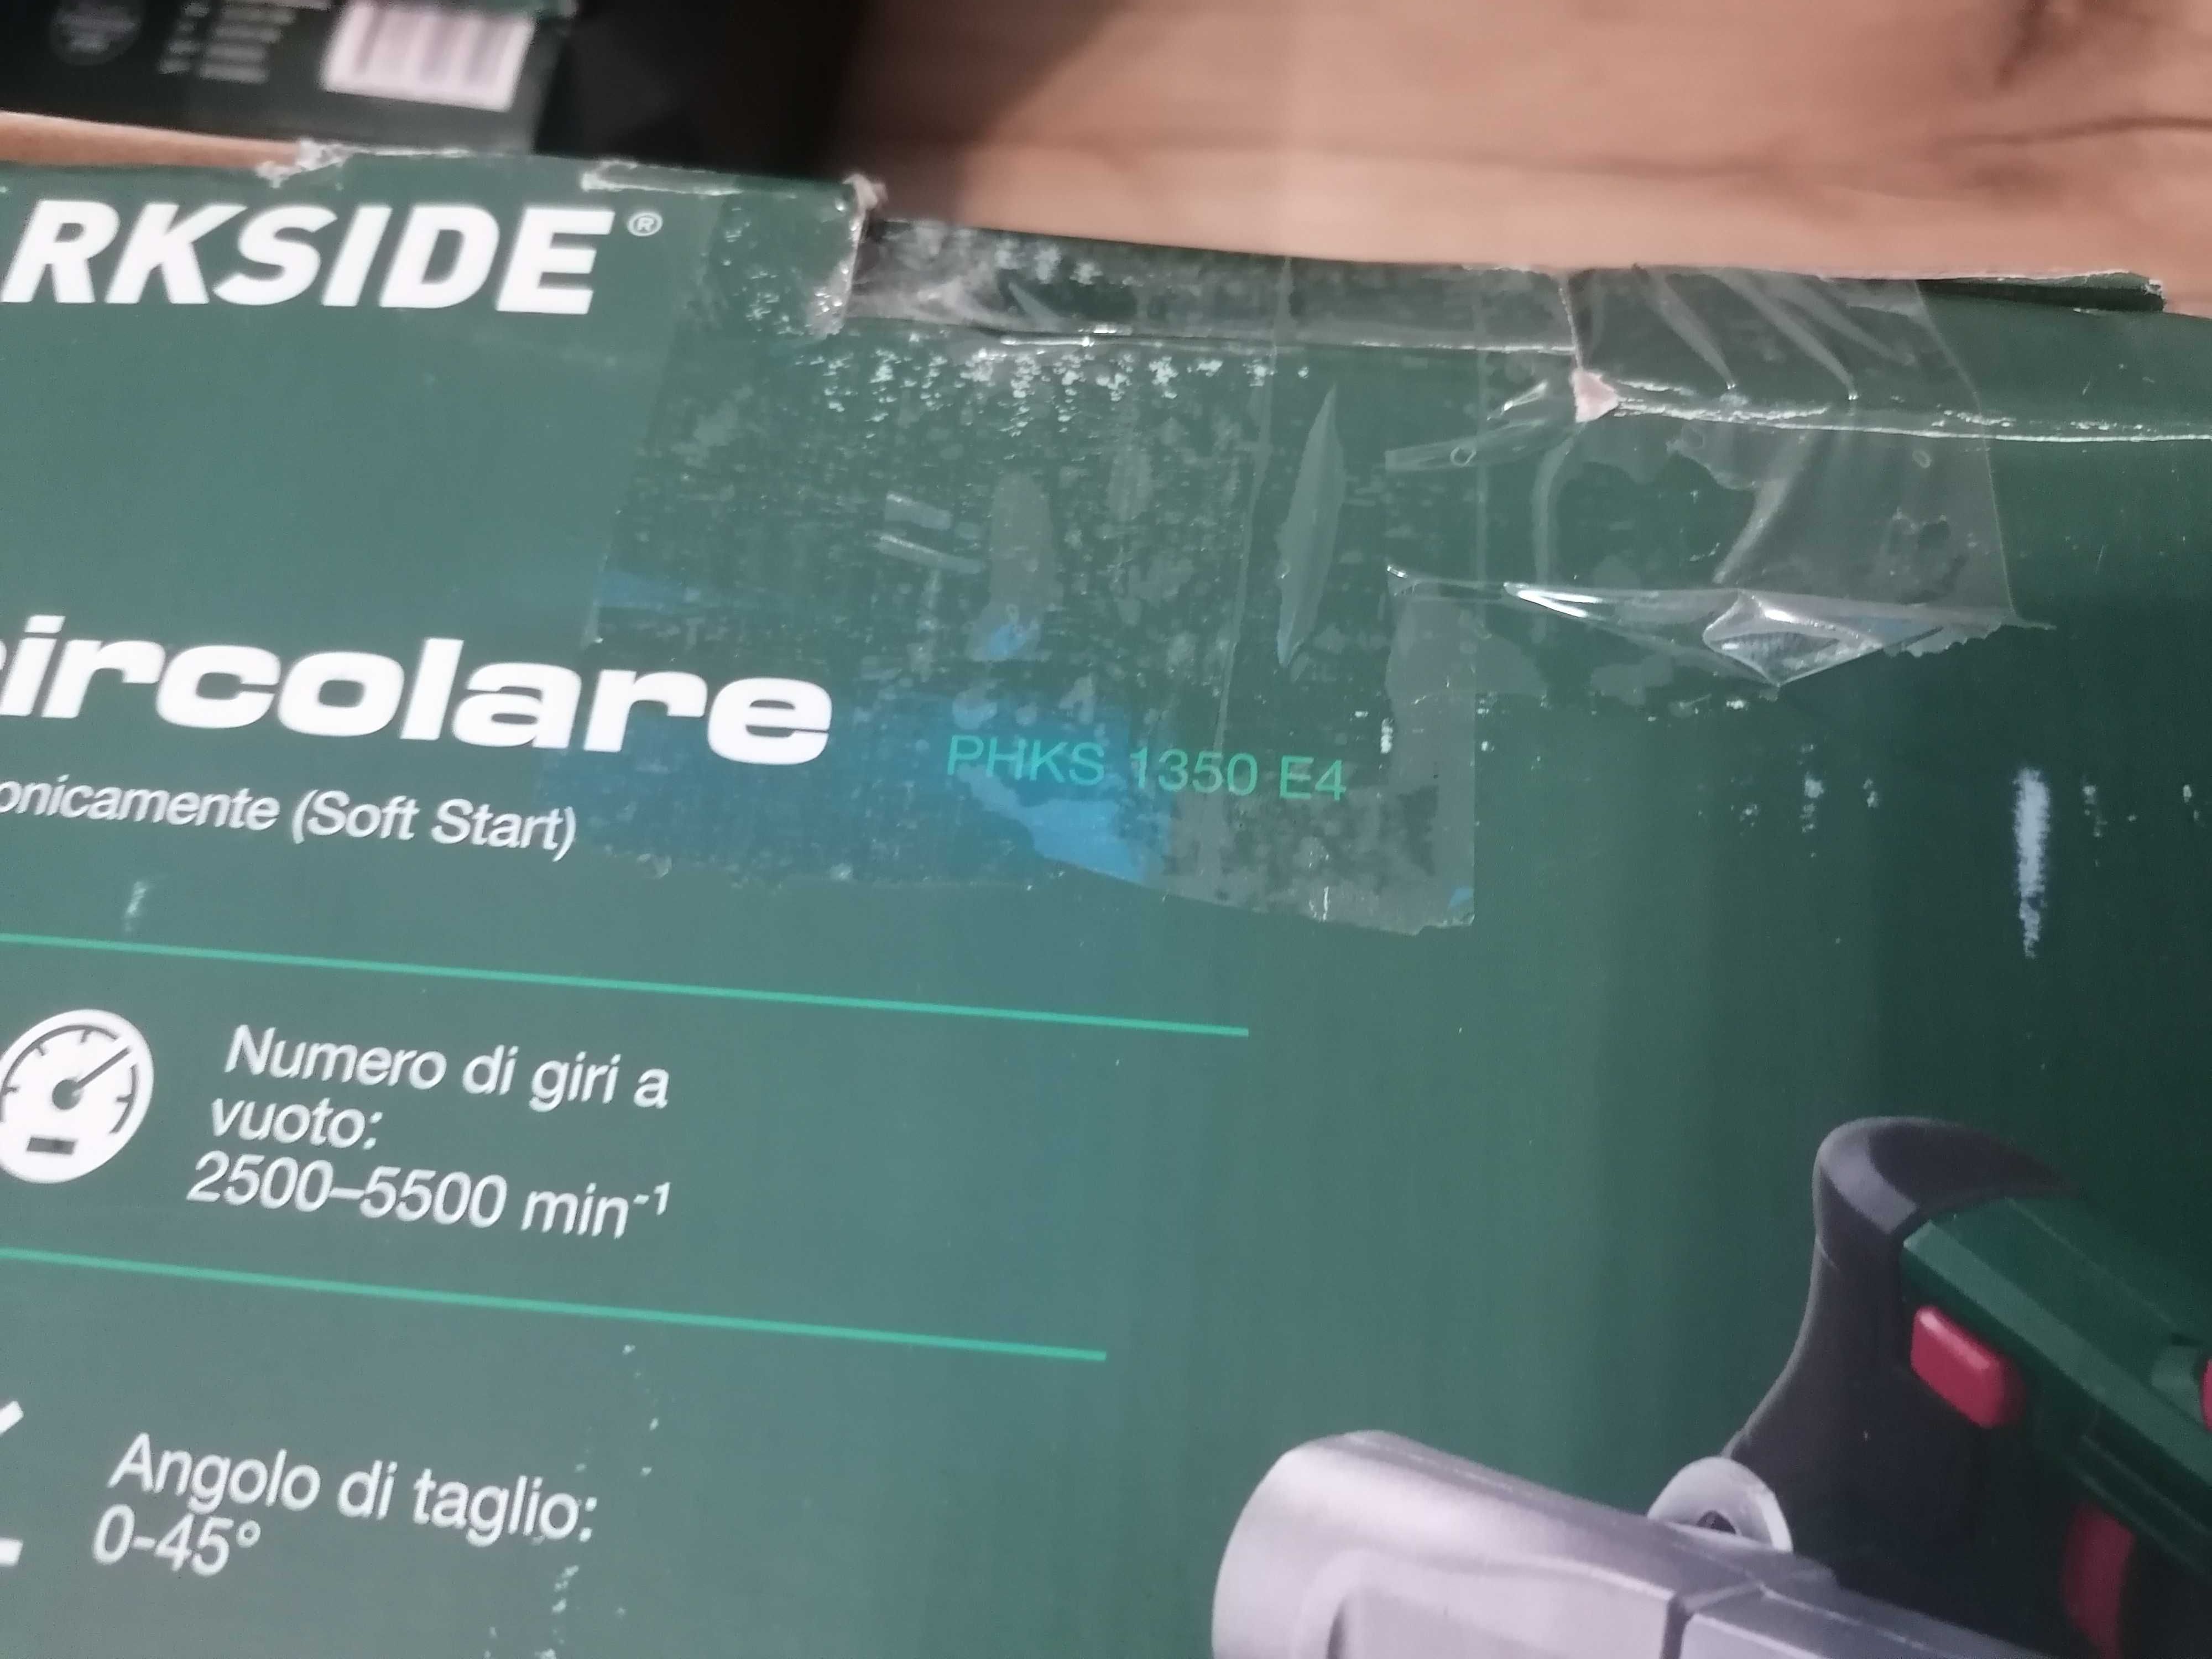 RKSIDE®
circolare
PHKS 1350 E4
onicamente (Soft Start)
Numero di giri a
vuoto:
2500–5500 min⁻¹
Angolo di taglio:
0-45°